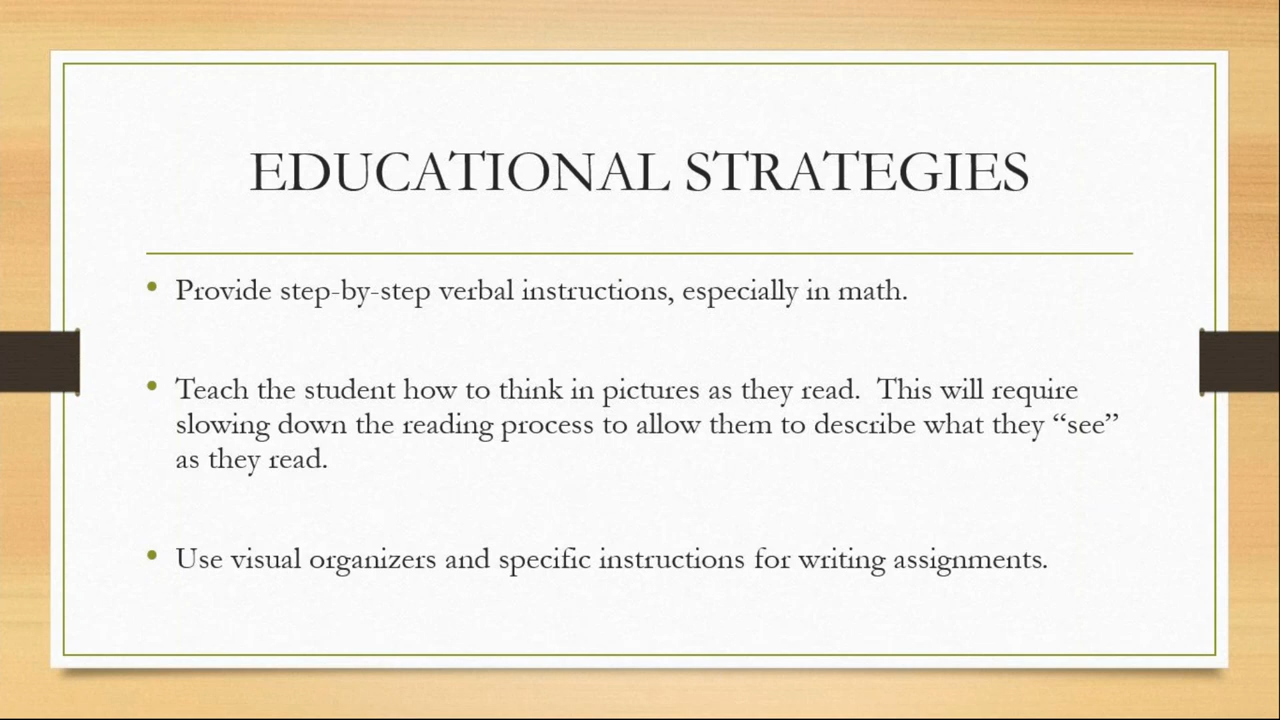 EDUCATIONAL STRATEGIES
• Provide step-by-step verbal instructions, especially in math.
• Teach the student how to think in pictures as they read.  This will require
slowing down the reading process to allow them to describe what they “see”
as they read.
• Use visual organizers and specific instructions for writing assignments.